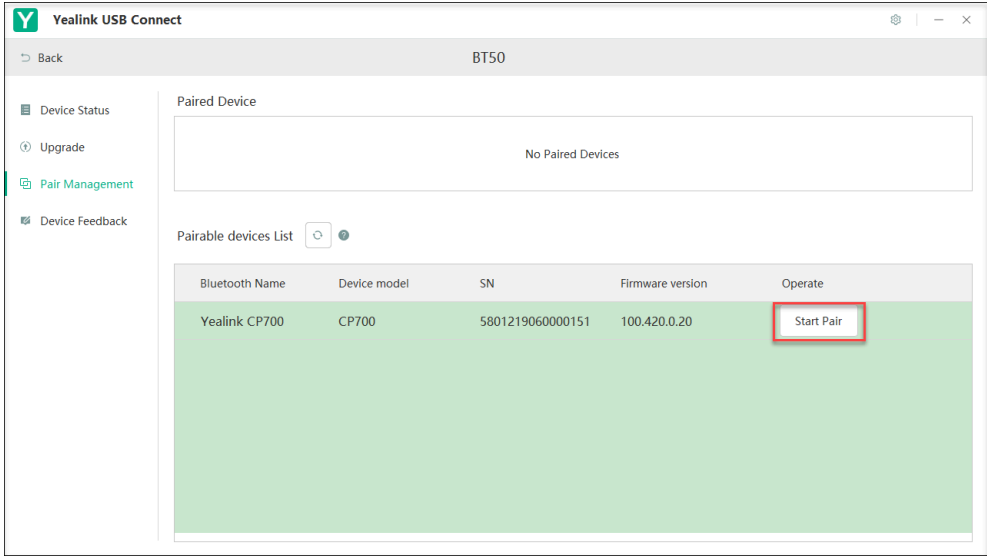 Y Yealink USB Connect
Back BT50
Device Status
Upgrade
Pair Management
Device Feedback
Paired Device
No Paired Devices
Pairable devices List ?
Bluetooth Name Device model SN Firmware version Operate
Yealink CP700 CP700 5801219060000151 100.420.0.20 Start Pair